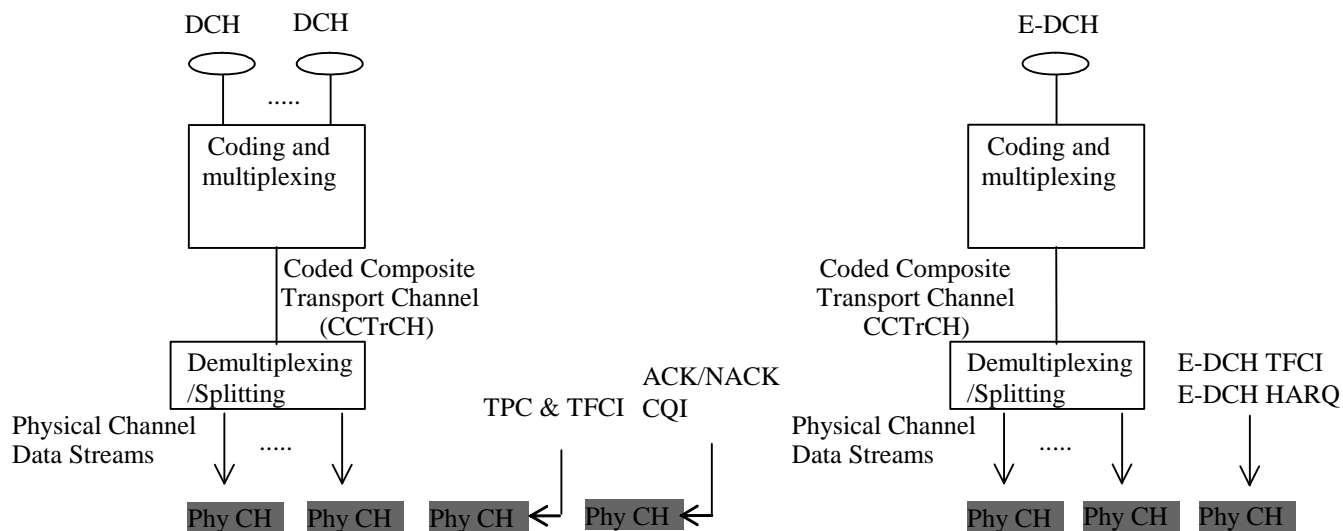 DCH
DCH
.....
Coding and
multiplexing
Coded Composite
Transport Channel
(CCTrCH)
Demultiplexing
/Splitting
Physical Channel
Data Streams
.....
TPC & TFCI
ACK/NACK
CQI
Phy CH
Phy CH
Phy CH
Phy CH
E-DCH
Coding and
multiplexing
Coded Composite
Transport Channel
CCTrCH)
Demultiplexing
/Splitting
E-DCH TFCI
E-DCH HARQ
Physical Channel
Data Streams
.....
Phy CH
Phy CH
Phy CH